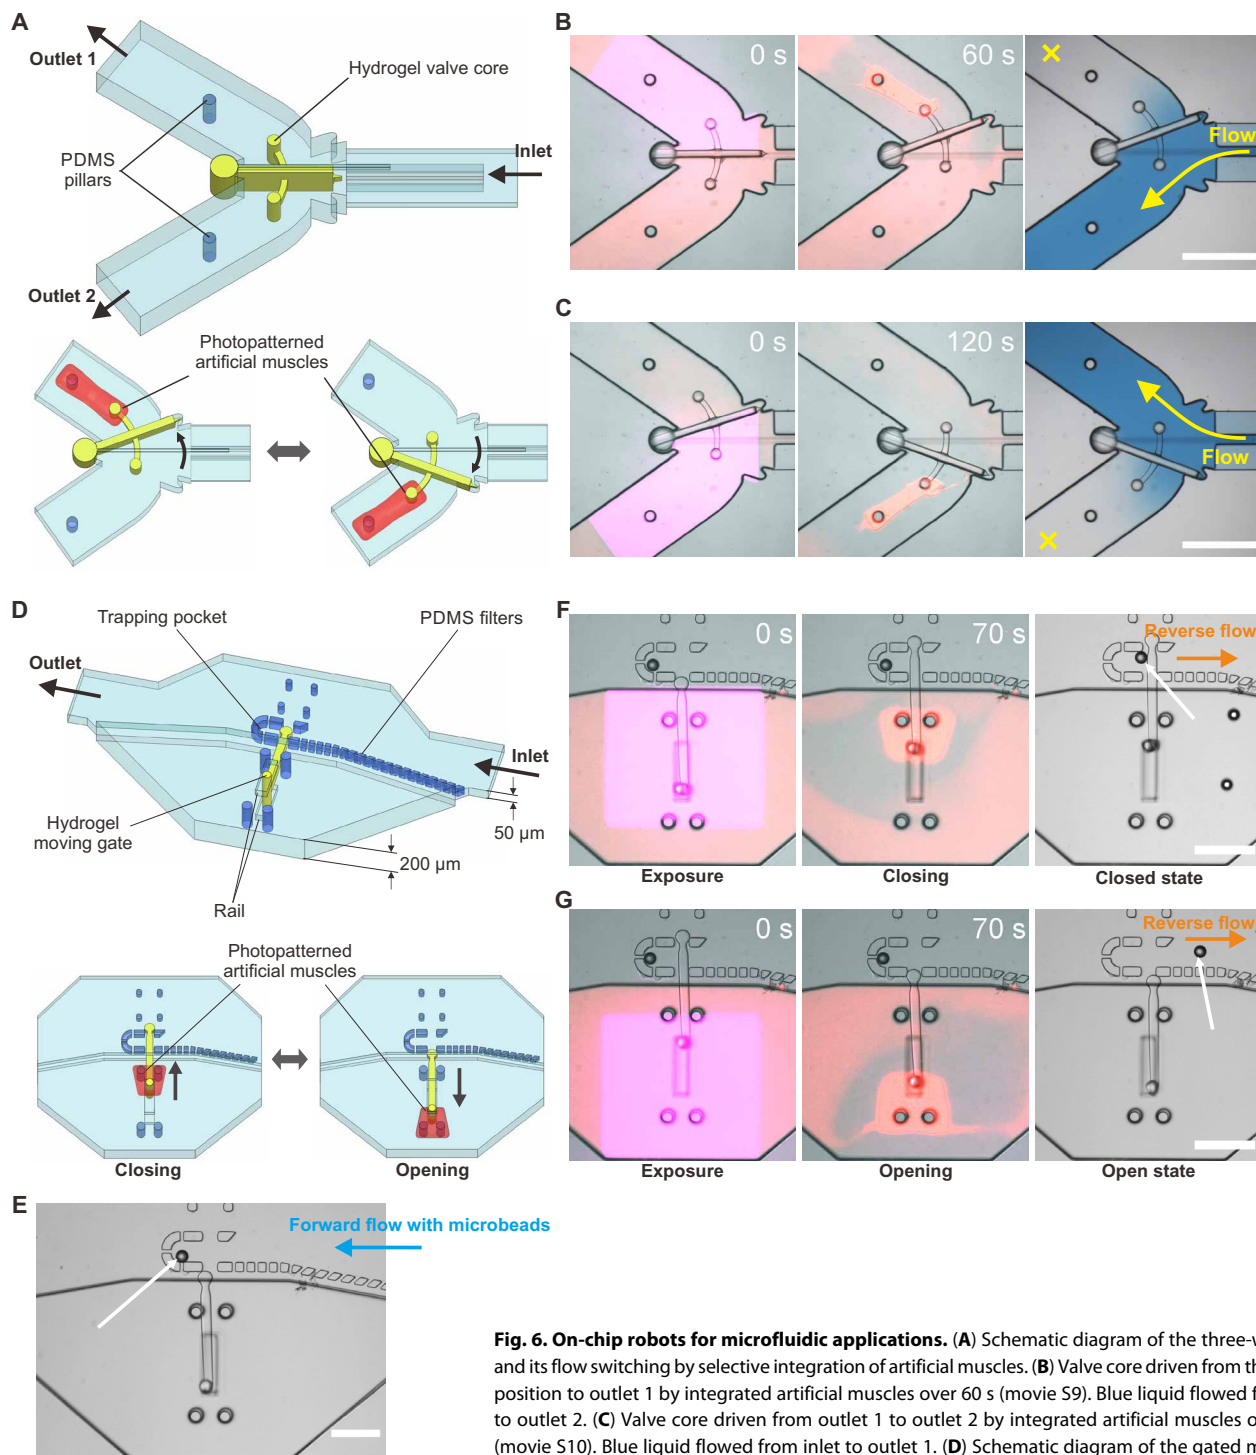 A
Outlet 1
Hydrogel valve core
PDMS
pillars
Inlet
Outlet 2
Photopatterned
artificial muscles
B
0 s
60 s
Flow
C
0 s
120 s
Flow
D
Trapping pocket
PDMS filters
Outlet
Inlet
Hydrogel
moving gate
50 µm
200 µm
Rail
Photopatterned
artificial muscles
Closing
Opening
E
Forward flow with microbeads
F
0 s
70 s
Reverse flow
Exposure
Closing
Closed state
G
0 s
70 s
Reverse flow
Exposure
Opening
Open state
Fig. 6. On-chip robots for microfluidic applications. (A) Schematic diagram of the three-
and its flow switching by selective integration of artificial muscles. (B) Valve core driven from
position to outlet 1 by integrated artificial muscles over 60 s (movie S9). Blue liquid flowed
to outlet 2. (C) Valve core driven from outlet 1 to outlet 2 by integrated artificial muscles
(movie S10). Blue liquid flowed from inlet to outlet 1. (D) Schematic diagram of the gated